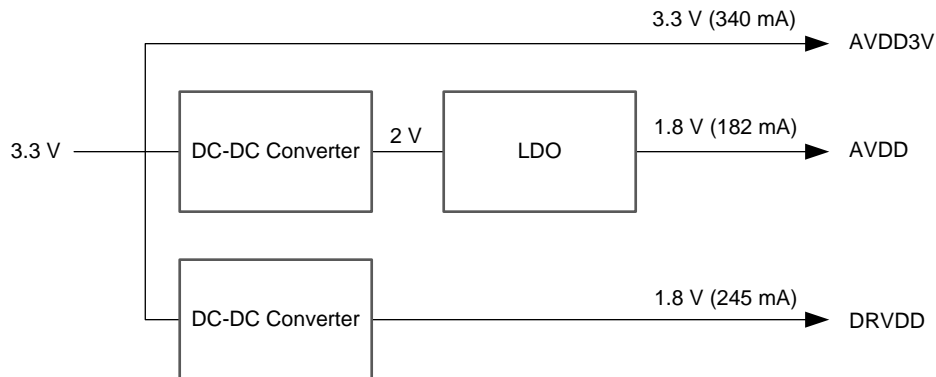 3.3 V (340 mA)
AVDD3V
3.3 V
DC-DC Converter
2 V
LDO
1.8 V (182 mA)
AVDD
DC-DC Converter
1.8 V (245 mA)
DRVDD